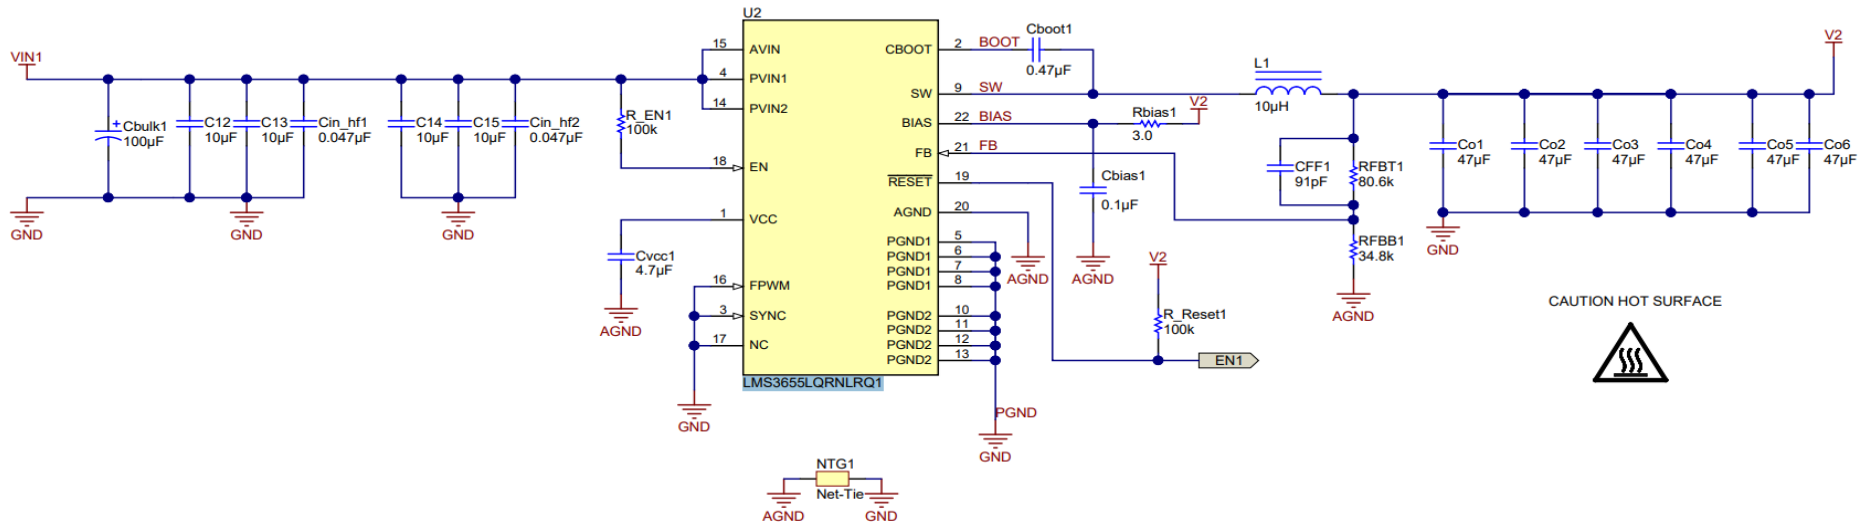 U2
VIN1
Cbulk1
100µF
C12
10µF
C13
10µF
Cin_hf1
0.047µF
C14
10µF
C15
10µF
Cin_hf2
0.047µF
GND
GND
GND
R_EN1
100k
Cvcc1
4.7µF
AGND
GND
15
4
14
18
1
16
3
17
AVIN
PVIN1
PVIN2
EN
VCC
FPWM
SYNC
NC
CBOOT
SW
BIAS
FB
RESET
AGND
PGND1
PGND1
PGND1
PGND1
PGND2
PGND2
PGND2
PGND2
LMS3655LQRNLRQ1
2
9
22
21
19
20
5
6
7
8
10
11
12
13
BOOT
SW
BIAS
FB
Cboot1
0.47µF
Rbias1
3.0
V2
Cbias1
0.1µF
AGND
AGND
PGND
GND
V2
R_Reset1
100k
EN1
L1
10µH
CFF1
91pF
RFBT1
80.6k
RFBB1
34.8k
AGND
V2
Co1
47µF
Co2
47µF
Co3
47µF
Co4
47µF
Co5
47µF
Co6
47µF
GND
CAUTION HOT SURFACE
NTG1
Net-Tie
AGND
GND